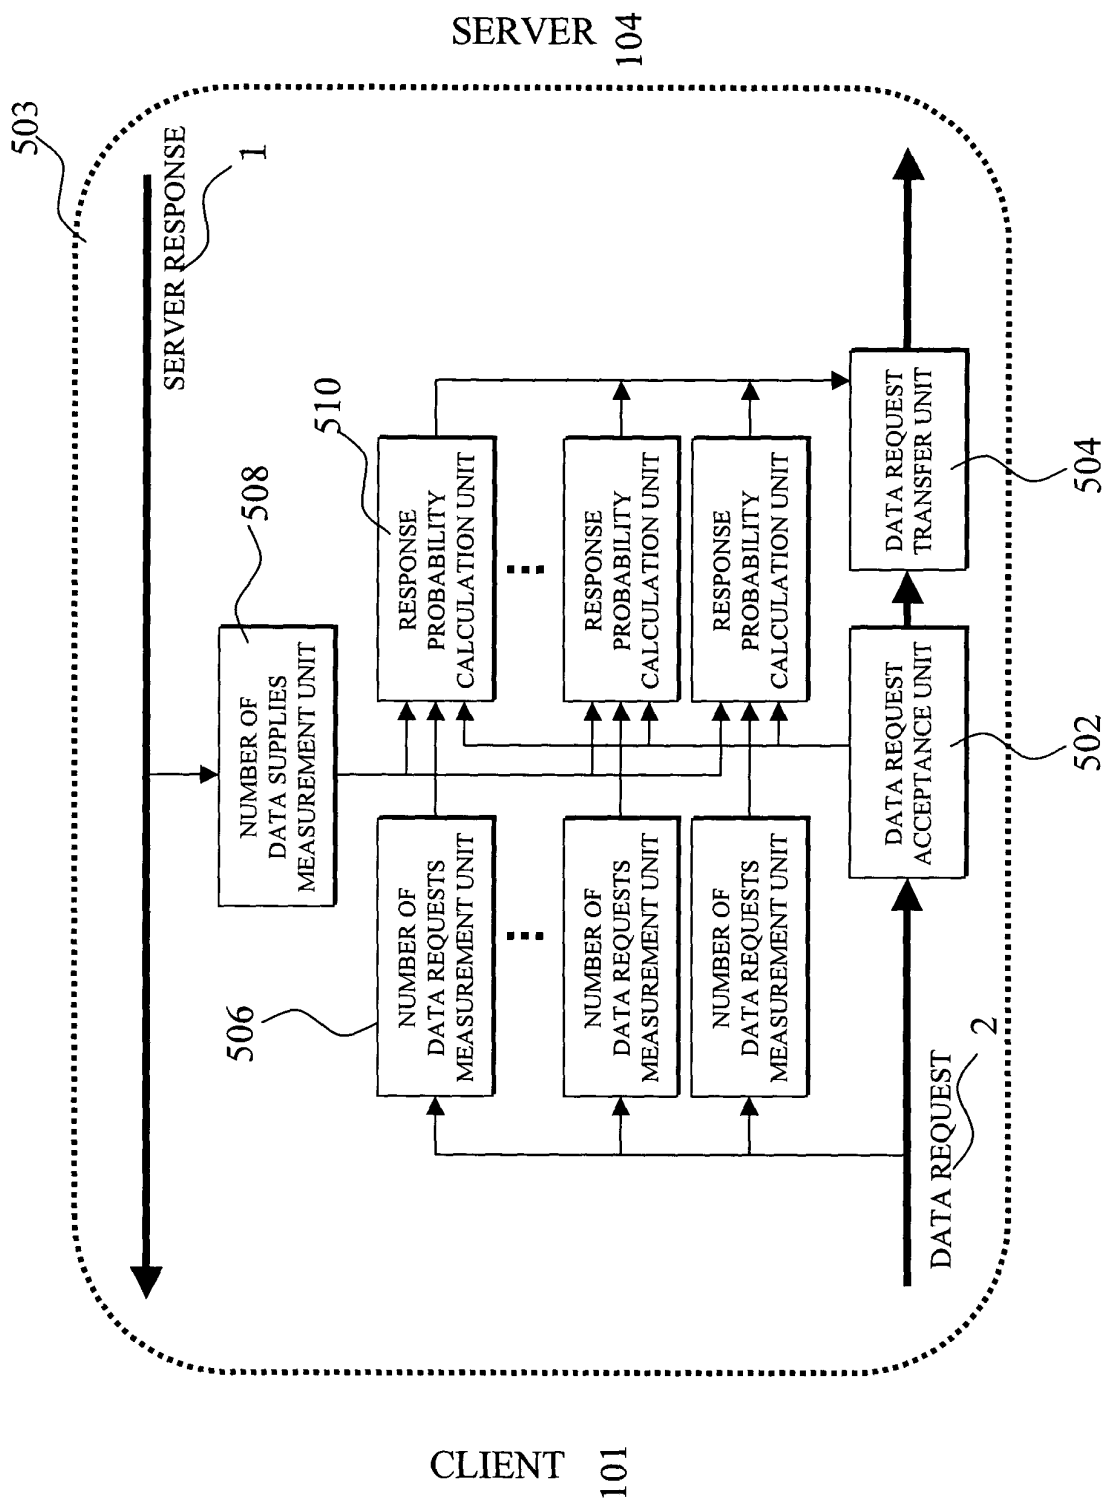 503
SERVER RESPONSE
1
508
NUMBER OF
DATA SUPPLIES
MEASUREMENT UNIT
506
NUMBER OF
DATA REQUESTS
MEASUREMENT UNIT
510
RESPONSE
PROBABILITY
CALCULATION UNIT
...
...
NUMBER OF
DATA REQUESTS
MEASUREMENT UNIT
RESPONSE
PROBABILITY
CALCULATION UNIT
NUMBER OF
DATA REQUESTS
MEASUREMENT UNIT
RESPONSE
PROBABILITY
CALCULATION UNIT
DATA REQUEST
ACCEPTANCE UNIT
502
DATA REQUEST
TRANSFER UNIT
504
DATA REQUEST
2
CLIENT
101
SERVER
104